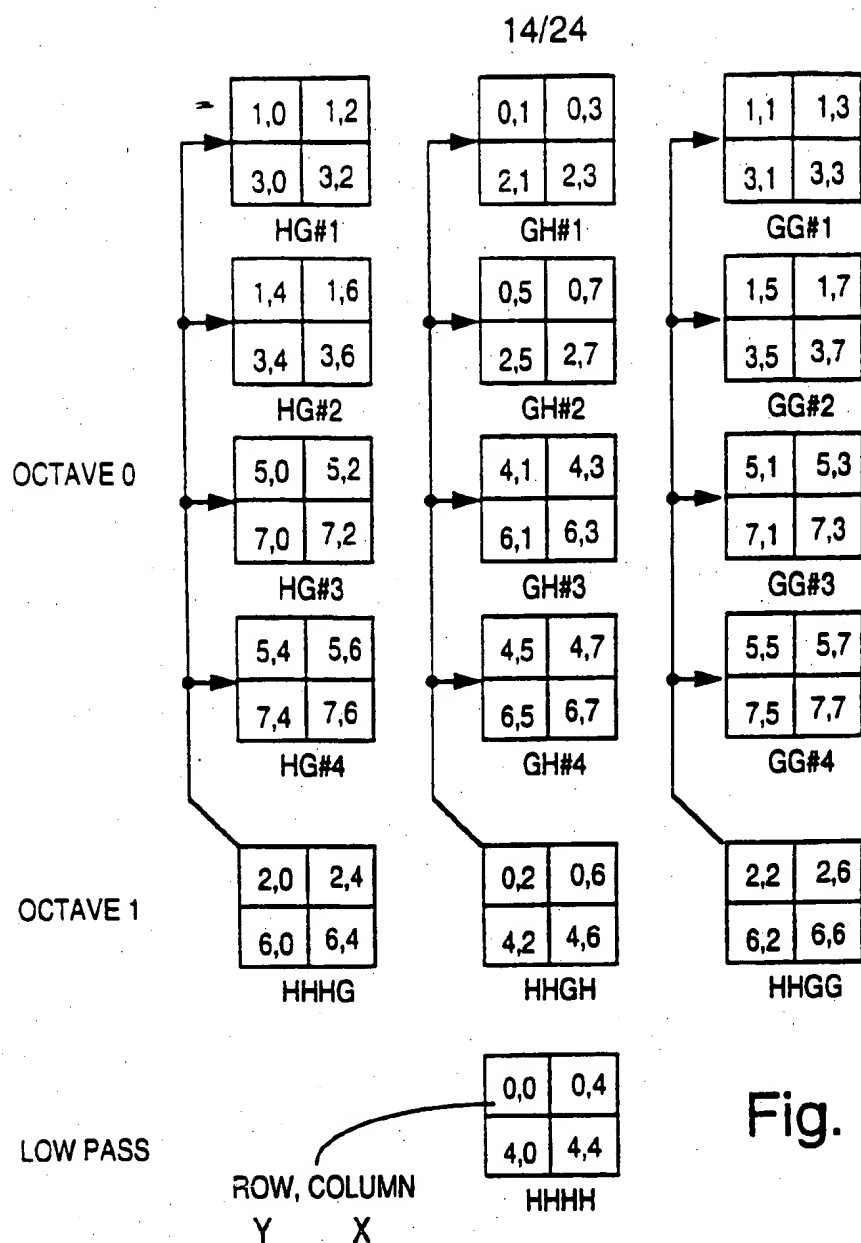 14/24
1,0 1,2 0,1 0,3 1,1 1,3
3,0 3,2 2,1 2,3 3,1 3,3
HG#1 GH#1 GG#1
1,4 1,6 0,5 0,7 1,5 1,7
3,4 3,6 2,5 2,7 3,5 3,7
HG#2 GH#2 GG#2
OCTAVE 0
5,0 5,2 4,1 4,3 5,1 5,3
7,0 7,2 6,1 6,3 7,1 7,3
HG#3 GH#3 GG#3
5,4 5,6 4,5 4,7 5,5 5,7
7,4 7,6 6,5 6,7 7,5 7,7
HG#4 GH#4 GG#4
OCTAVE 1
2,0 2,4 0,2 0,6 2,2 2,6
6,0 6,4 4,2 4,6 6,2 6,6
HHHG HHGH HHGG
LOW PASS
0,0 0,4
4,0 4,4
HHHH
ROW, COLUMN
Y X
Fig.